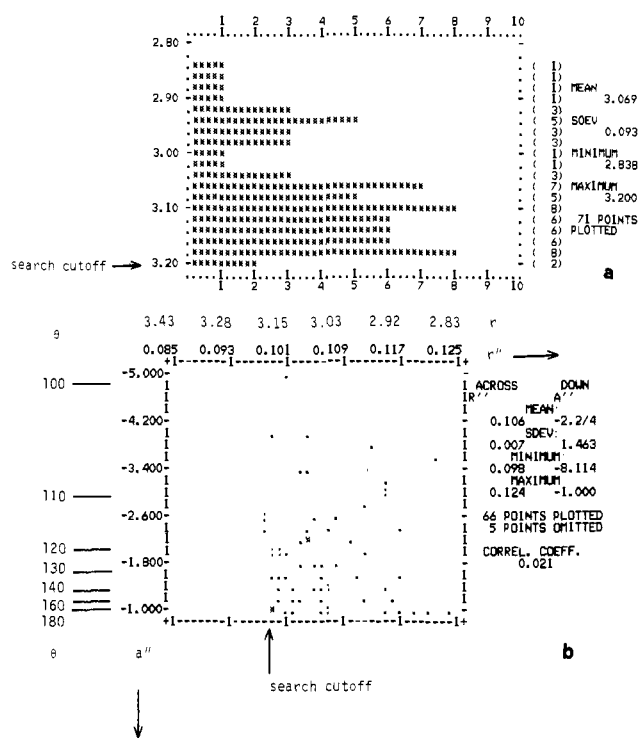 1 2 3 4 5 6 7 8 9 10
2.80
( 1)
( 1)
( 1) MEAN
2.90 ( 1) 3.069
( 3)
( 5) SDEV
( 3) 0.093
( 3)
3.00 ( 1) MINIMUM
( 1) 2.838
( 3)
( 7) MAXIMUM
( 5) 3.200
3.10 ( 8)
( 6) 71 POINTS
( 6) PLOTTED
( 6)
( 8)
search cutoff 3.20 ( 2)
a
1 2 3 4 5 6 7 8 9 10
θ 3.43 3.28 3.15 3.03 2.92 2.83 r
0.085 0.093 0.101 0.109 0.117 0.125 r"
100 -5.000
ACROSS DOWN
R'' A''
MEAN:
-4.200 0.106 -2.2/4
SDEV:
0.007 1.463
MINIMUM
-3.400 0.098 -8.114
MAXIMUM
110 0.124 -1.000
-2.600 66 POINTS PLOTTED
5 POINTS OMITTED
120 CORREL. COEFF.
-1.800 0.021
130
140
160 -1.000
180
θ a" b
search cutoff